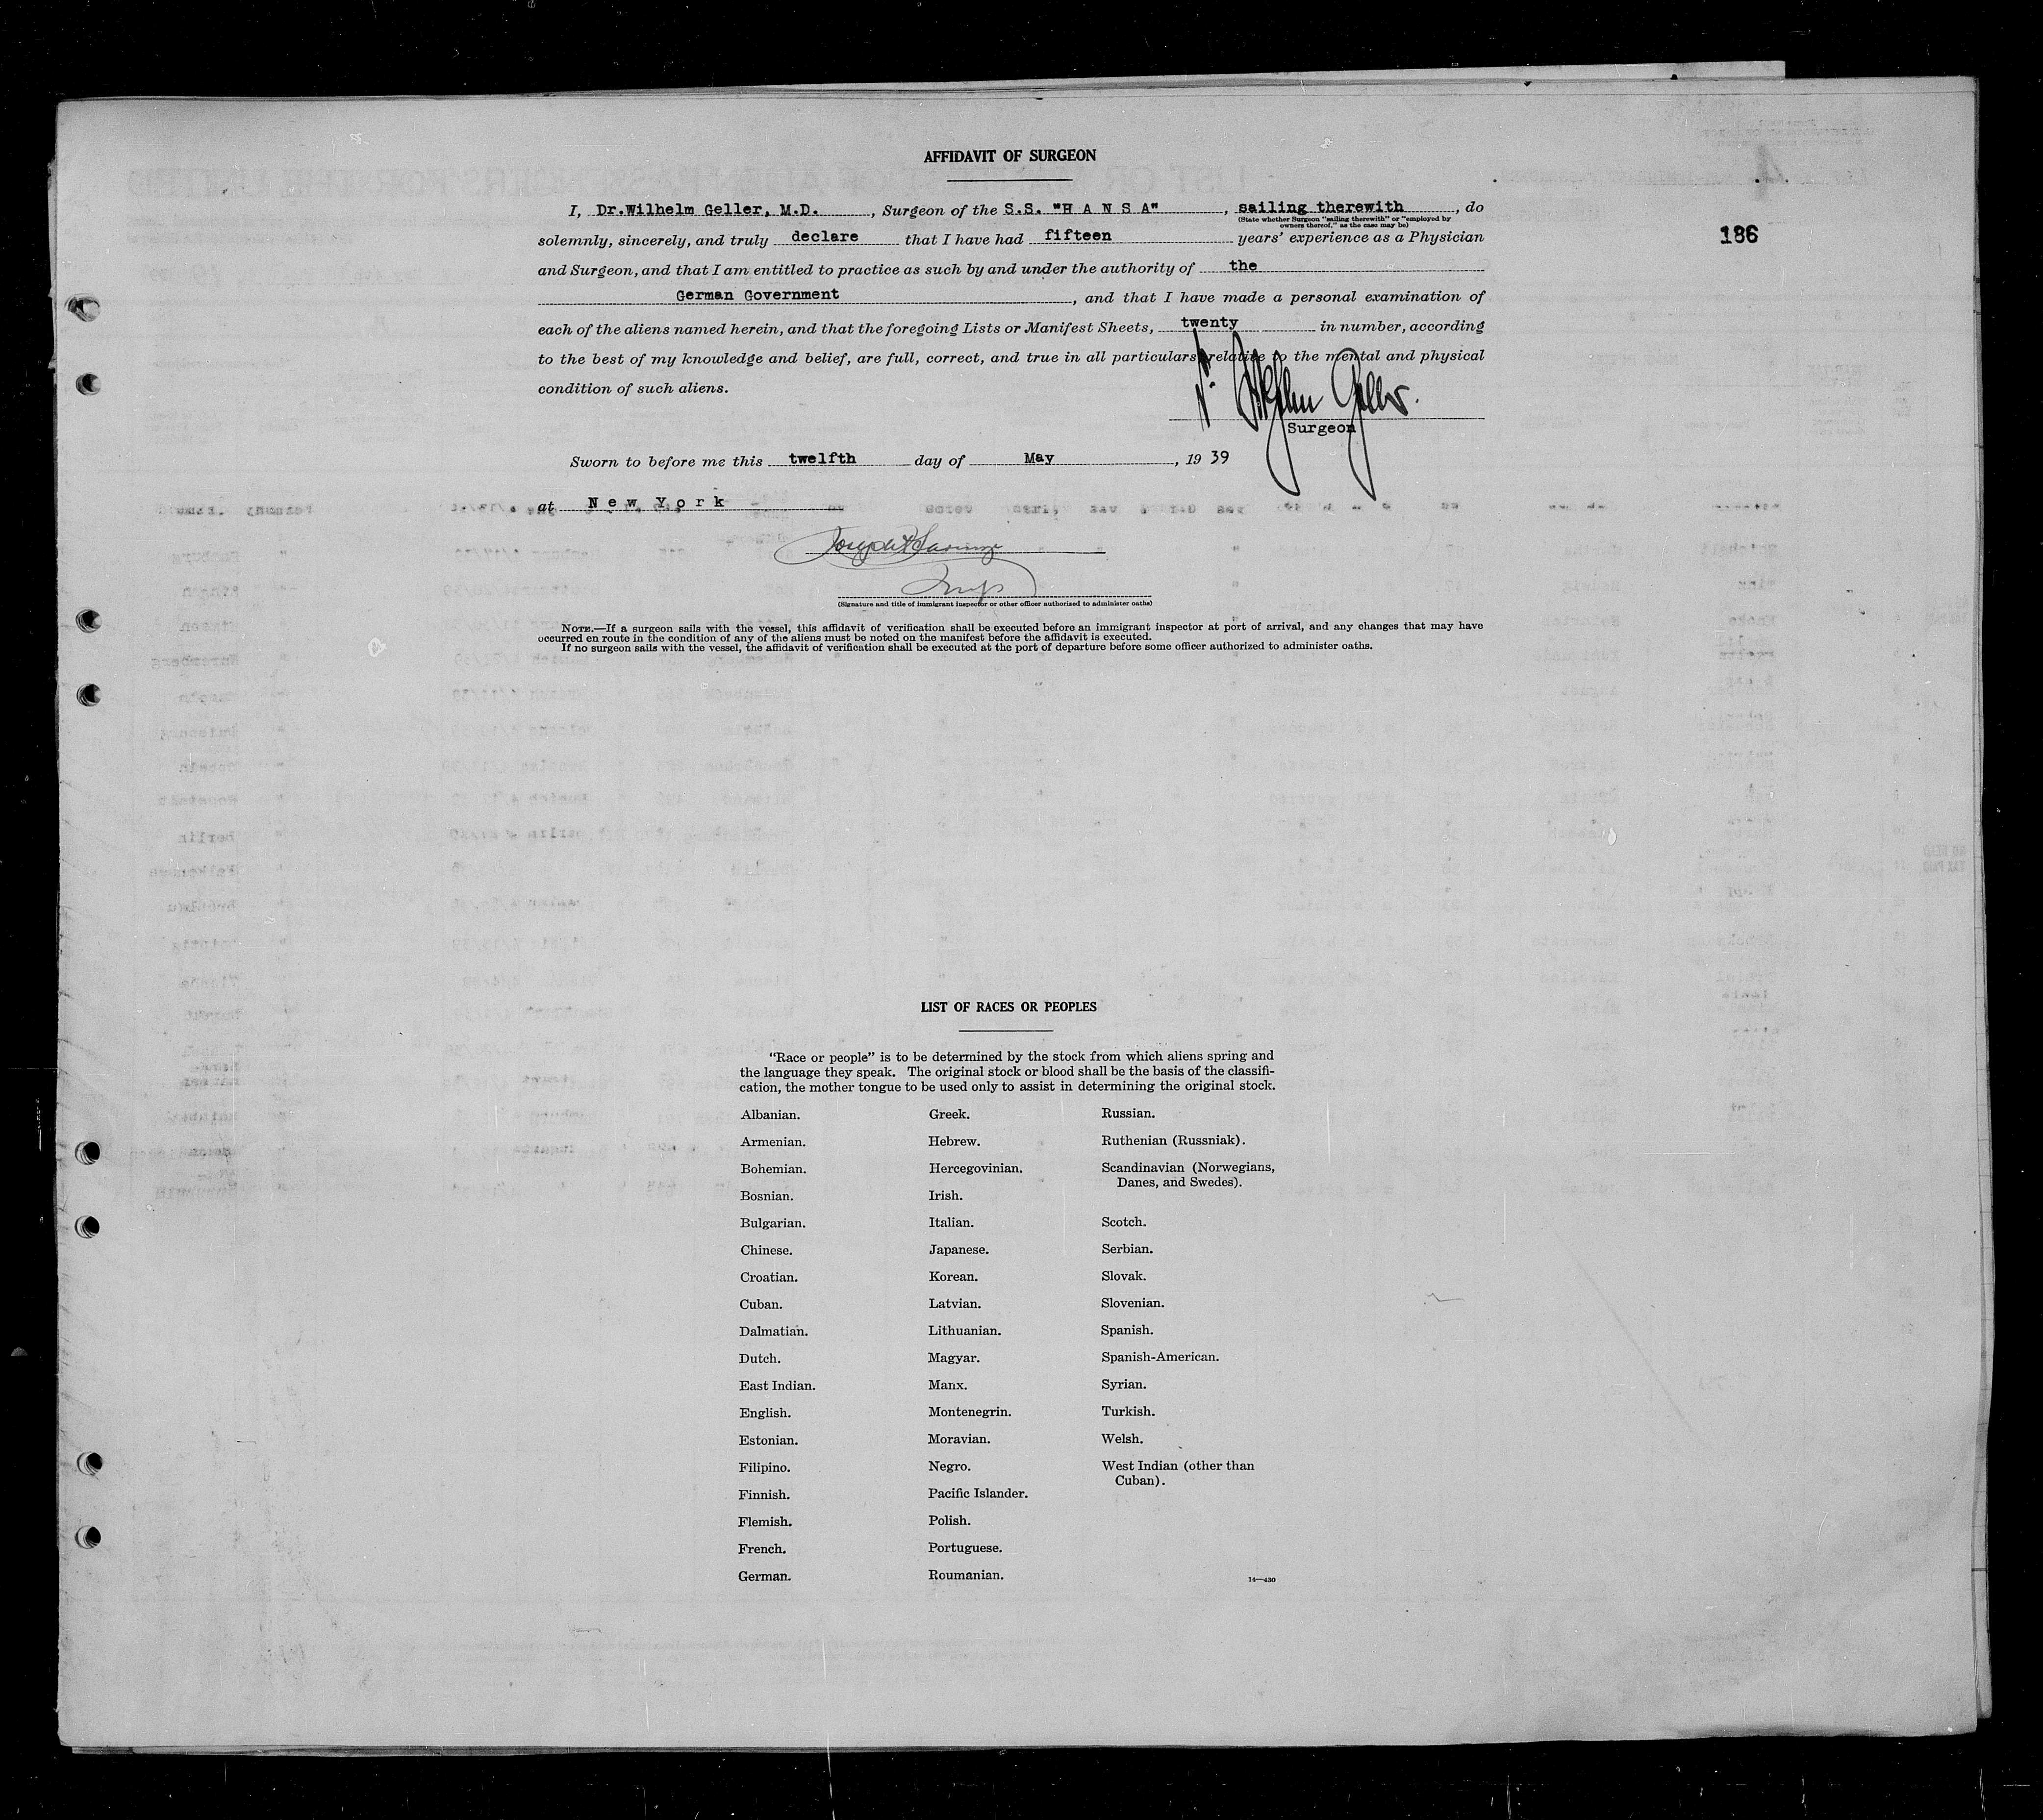 AFFIDAVIT OF SURGEON
I, Dr.Wilhelm Geller, M.D. , Surgeon of the S.S. "H A N S A" , sailing therewith , do
(State whether Surgeon "sailing therewith" or "employed by
owners thereof," as the case may be)
solemnly, sincerely, and truly declare that I have had fifteen years' experience as a Physician
186
and Surgeon, and that I am entitled to practice as such by and under the authority of the
German Government , and that I have made a personal examination of
each of the aliens named herein, and that the foregoing Lists or Manifest Sheets, twenty in number, according
to the best of my knowledge and belief, are full, correct, and true in all particulars relative to the mental and physical
condition of such aliens.
Dr. Wilhelm Geller.
Surgeon
Sworn to before me this twelfth day of May , 19 39
at N e w Y o r k
(Signature and title of immigrant inspector or other officer authorized to administer oaths)
NOTE.—If a surgeon sails with the vessel, this affidavit of verification shall be executed before an immigrant inspector at port of arrival, and any changes that may have
occurred en route in the condition of any of the aliens must be noted on the manifest before the affidavit is executed.
If no surgeon sails with the vessel, the affidavit of verification shall be executed at the port of departure before some officer authorized to administer oaths.
LIST OF RACES OR PEOPLES
"Race or people" is to be determined by the stock from which aliens spring and
the language they speak. The original stock or blood shall be the basis of the classifi-
cation, the mother tongue to be used only to assist in determining the original stock.
Albanian.
Armenian.
Bohemian.
Bosnian.
Bulgarian.
Chinese.
Croatian.
Cuban.
Dalmatian.
Dutch.
East Indian.
English.
Estonian.
Filipino.
Finnish.
Flemish.
French.
German.
Greek.
Hebrew.
Hercegovinian.
Irish.
Italian.
Japanese.
Korean.
Latvian.
Lithuanian.
Magyar.
Manx.
Montenegrin.
Moravian.
Negro.
Pacific Islander.
Polish.
Portuguese.
Roumanian.
Russian.
Ruthenian (Russniak).
Scandinavian (Norwegians,
Danes, and Swedes).
Scotch.
Serbian.
Slovak.
Slovenian.
Spanish.
Spanish-American.
Syrian.
Turkish.
Welsh.
West Indian (other than
Cuban).
14—430